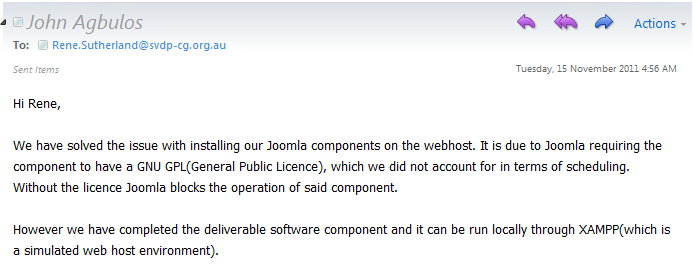 John Agbulos
Actions
To: Rene.Sutherland@svdp-cg.org.au
Sent Items
Tuesday, 15 November 2011 4:56 AM
Hi Rene,
We have solved the issue with installing our Joomla components on the webhost. It is due to Joomla requiring the
component to have a GNU GPL(General Public Licence), which we did not account for in terms of scheduling.
Without the licence Joomla blocks the operation of said component.
However we have completed the deliverable software component and it can be run locally through XAMPP(which is
a simulated web host environment).